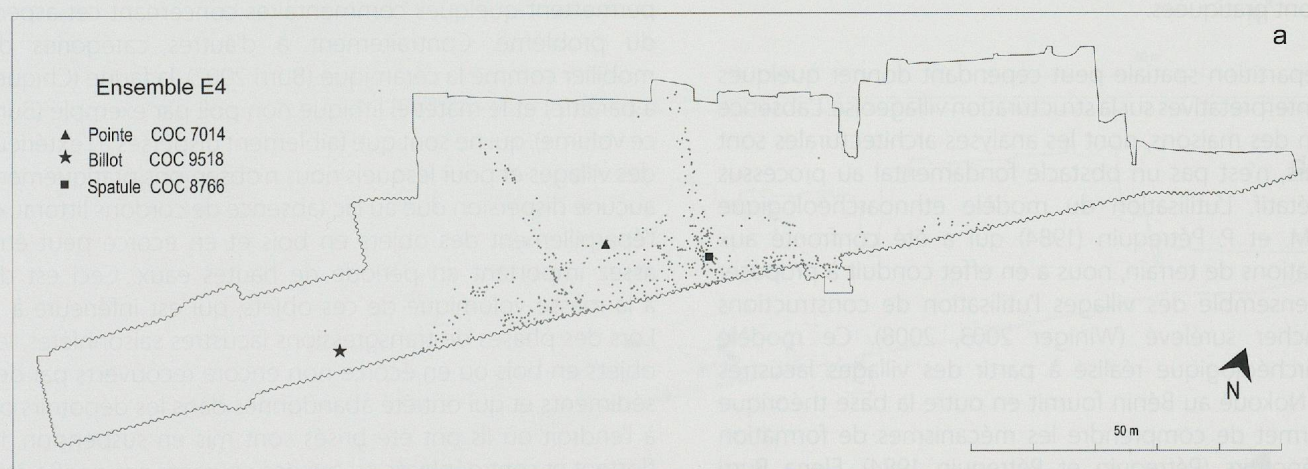 a
Ensemble E4
Pointe COC 7014
Billot COC 9518
Spatule COC 8766
N
50 m